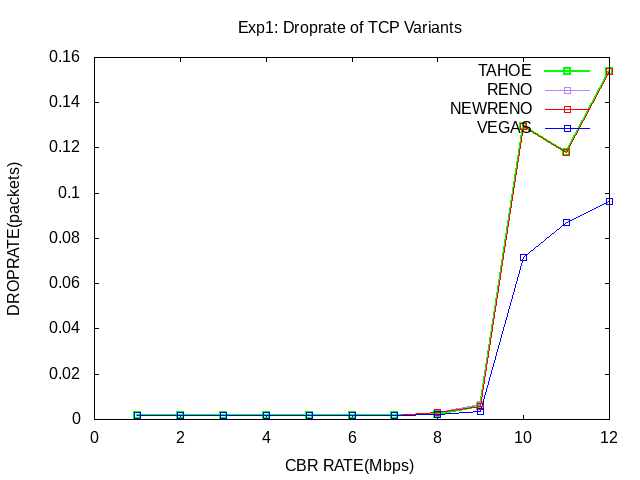 Exp1: Droprate of TCP Variants
TAHOE
RENO
NEWRENO
VEGAS
DROPRATE(packets)
0.16
0.14
0.12
0.1
0.08
0.06
0.04
0.02
0
0 2 4 6 8 10 12
CBR RATE(Mbps)